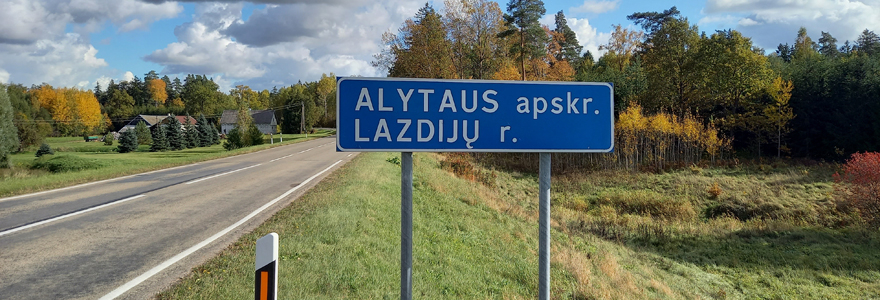 ALYTAUS apskr.
LAZDIJŲ r.